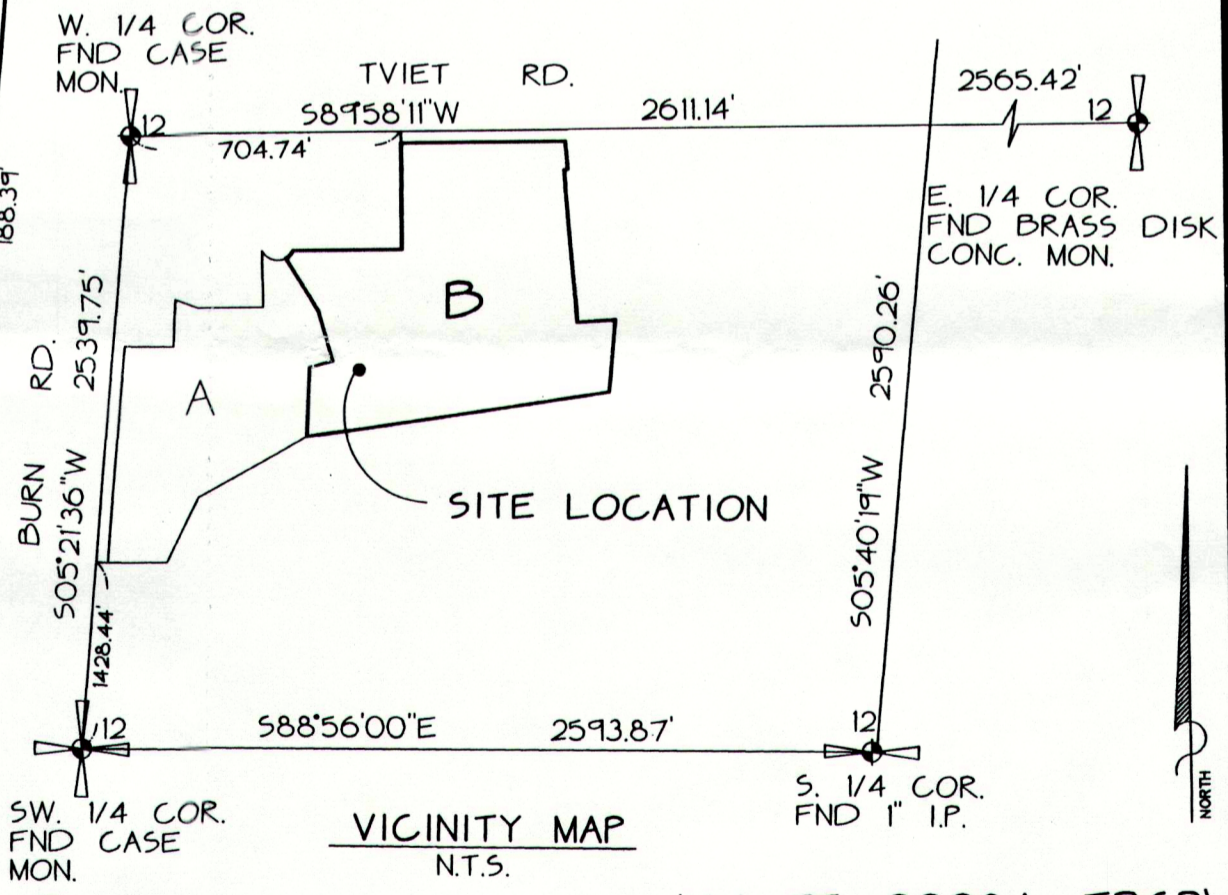 W. 1/4 COR.
FND CASE
MON.
TVIET RD.
S89°58'11"W
2611.14'
2565.42'
12
12
704.74'
188.39'
E. 1/4 COR.
FND BRASS DISK
CONC. MON.
B
A
BURN RD.
S05°21'36"W 2539.75'
1428.44'
SITE LOCATION
S05°40'19"W 2590.26'
12
S88°56'00"E 2593.87'
12
SW. 1/4 COR.
FND CASE
MON.
S. 1/4 COR.
FND 1" I.P.
VICINITY MAP
N.T.S.
NORTH